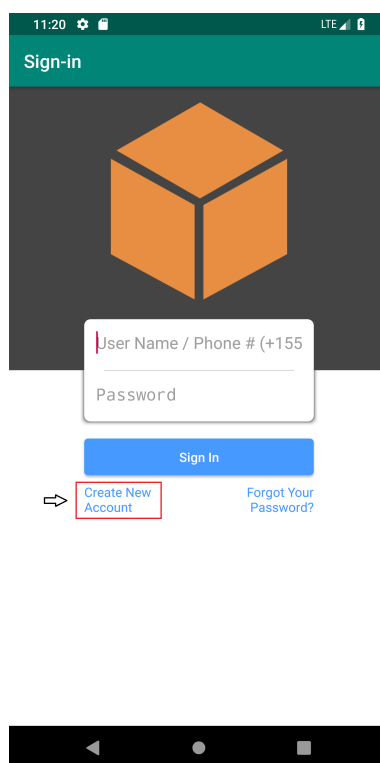 11:20
LTE
Sign-in
User Name / Phone # (+155
Password
Sign In
Create New
Account
Forgot Your
Password?